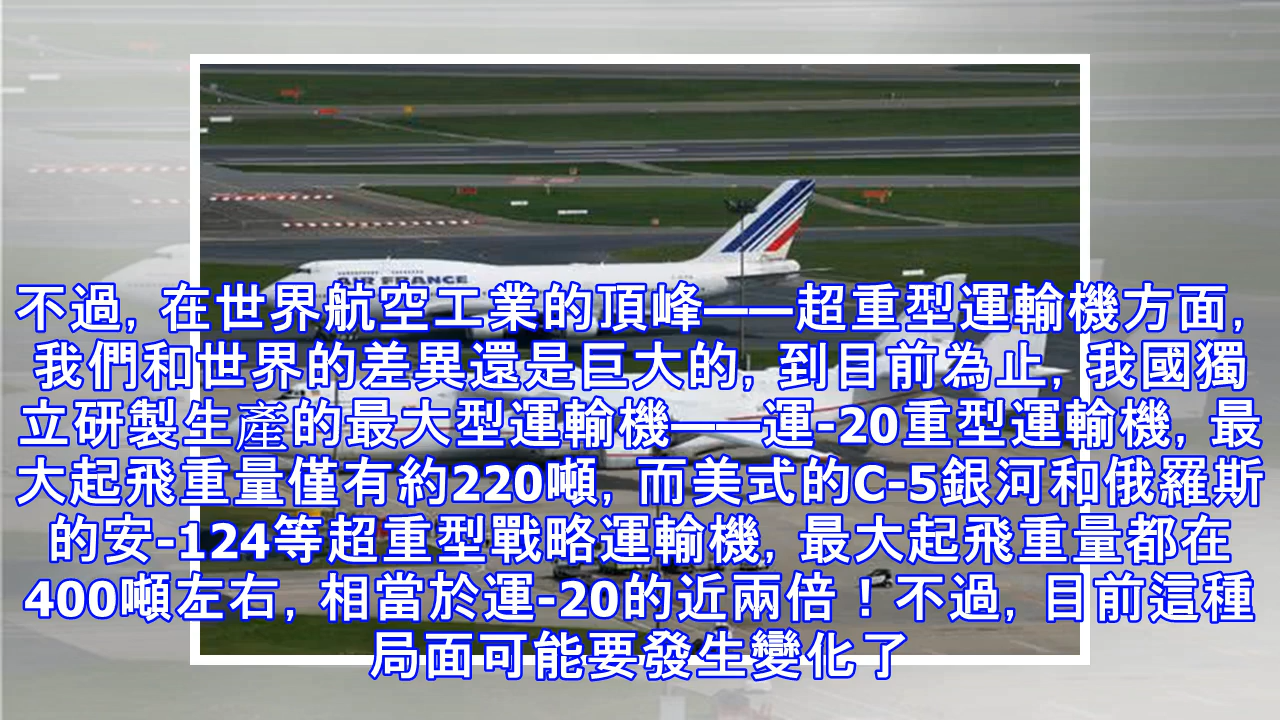 AIR FRANCE
不過, 在世界航空工業的頂峰——超重型運輸機方面,
我們和世界的差異還是巨大的, 到目前為止, 我國獨
立研製生產的最大型運輸機——運-20重型運輸機, 最
大起飛重量僅有約220噸, 而美式的C-5銀河和俄羅斯
的安-124等超重型戰略運輸機, 最大起飛重量都在
400噸左右, 相當於運-20的近兩倍！不過, 目前這種
局面可能要發生變化了